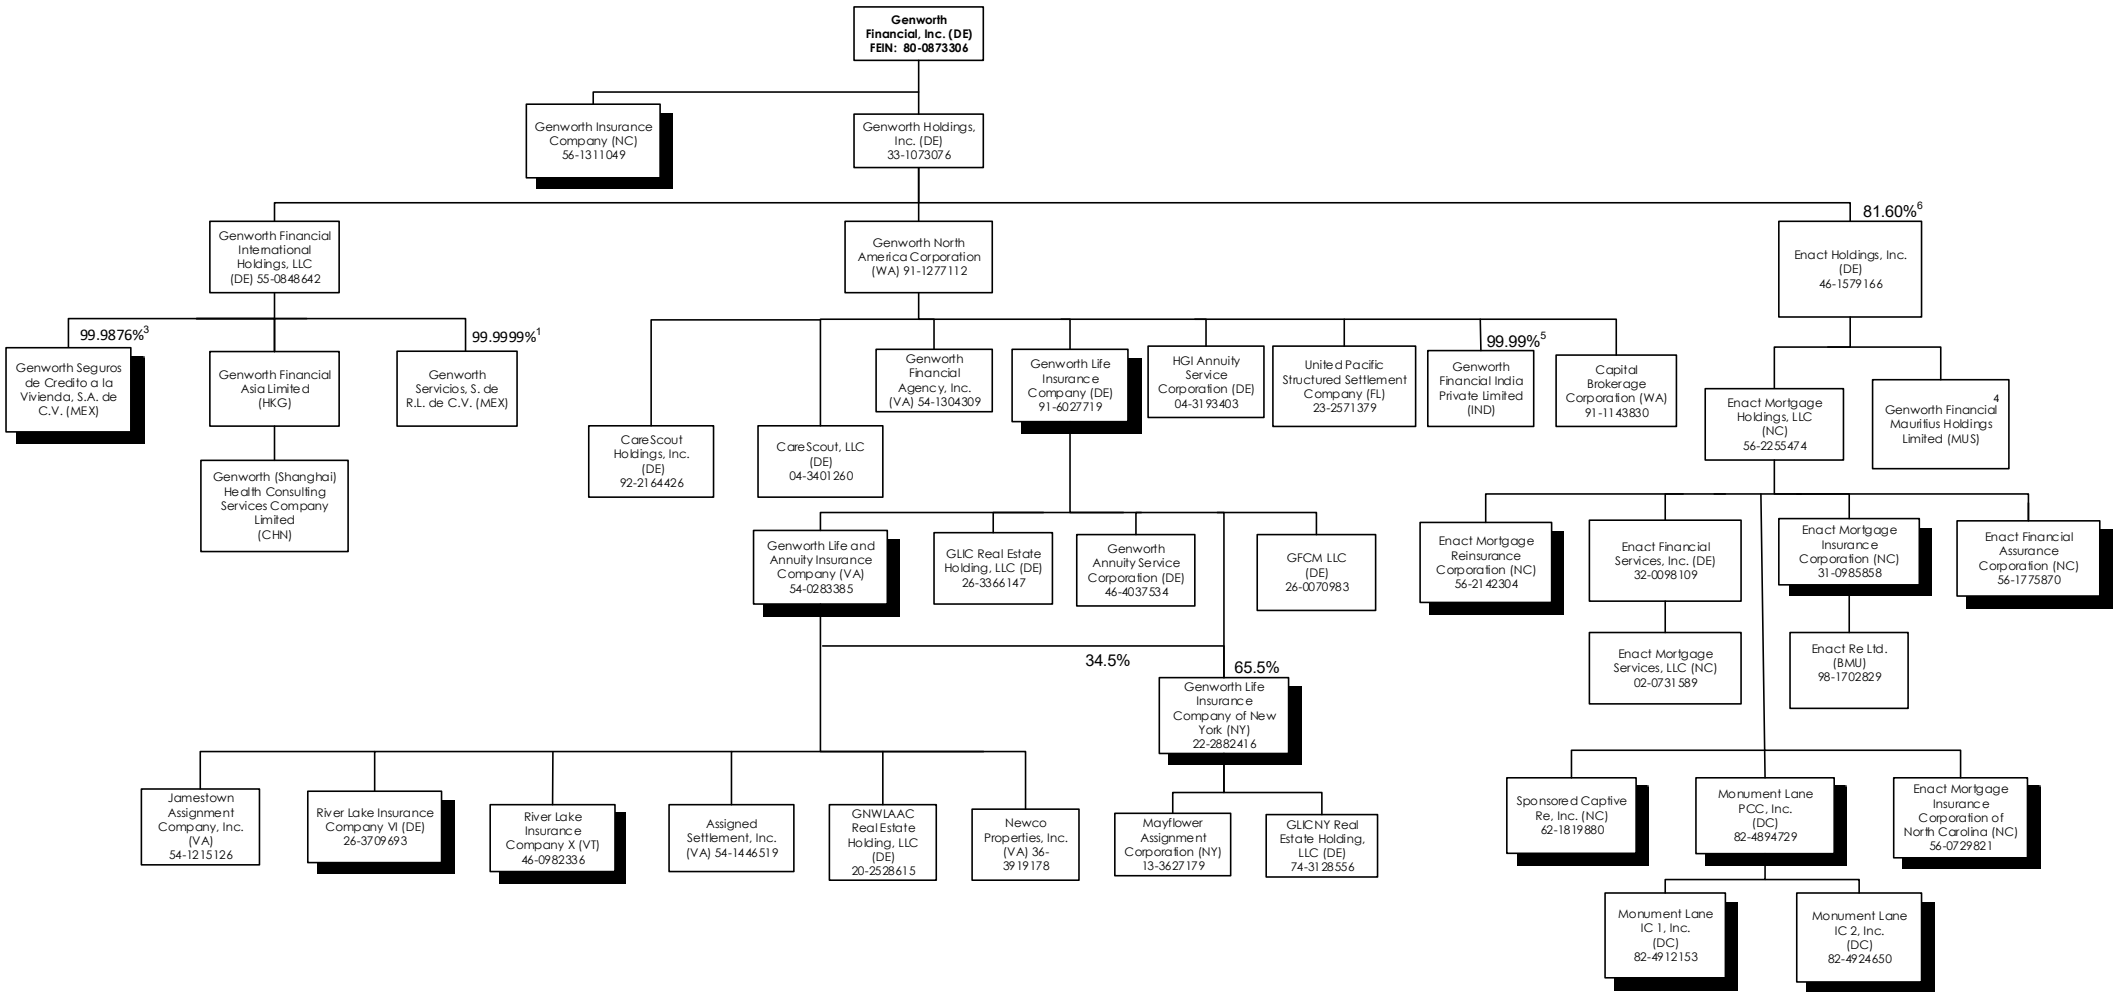 Genworth
Financial, Inc. (DE)
FEIN: 80-0873306
Genworth Insurance
Company (NC)
56-1311049
Genworth Holdings,
Inc. (DE)
33-1073076
Genworth Financial
International
Holdings, LLC
(DE) 55-0848642
Genworth North
America Corporation
(WA) 91-1277112
81.60%6
Enact Holdings, Inc.
(DE)
46-1579166
99.9876%3
Genworth Seguros
de Credito a la
Vivienda, S.A. de
C.V. (MEX)
Genworth Financial
Asia Limited
(HKG)
99.9999%1
Genworth
Servicios, S. de
R.L. de C.V. (MEX)
Genworth (Shanghai)
Health Consulting
Services Company
Limited
(CHN)
CareScout
Holdings, Inc.
(DE)
92-2164426
CareScout, LLC
(DE)
04-3401260
Genworth
Financial
Agency, Inc.
(VA) 54-1304309
Genworth Life
Insurance
Company (DE)
91-6027719
HGI Annuity
Service
Corporation (DE)
04-3193403
United Pacific
Structured Settlement
Company (FL)
23-2571379
99.99%5
Genworth
Financial India
Private Limited
(IND)
Capital
Brokerage
Corporation (WA)
91-1143830
Enact Mortgage
Holdings, LLC
(NC)
56-2255474
4
Genworth Financial
Mauritius Holdings
Limited (MUS)
Genworth Life and
Annuity Insurance
Company (VA)
54-0283385
GLIC Real Estate
Holding, LLC (DE)
26-3366147
Genworth
Annuity Service
Corporation (DE)
46-4037534
GFCM LLC
(DE)
26-0070983
Enact Mortgage
Reinsurance
Corporation (NC)
56-2142304
Enact Financial
Services, Inc. (DE)
32-0098109
Enact Mortgage
Insurance
Corporation (NC)
31-0985858
Enact Financial
Assurance
Corporation (NC)
56-1775870
34.5%
65.5%
Genworth Life
Insurance
Company of New
York (NY)
22-2882416
Enact Mortgage
Services, LLC (NC)
02-0731589
Enact Re Ltd.
(BMU)
98-1702829
Jamestown
Assignment
Company, Inc.
(VA)
54-1215126
River Lake Insurance
Company VI (DE)
26-3709693
River Lake
Insurance
Company X (VT)
46-0982336
Assigned
Settlement, Inc.
(VA) 54-1446519
GNWLAAC
Real Estate
Holding, LLC
(DE)
20-2528615
Newco
Properties, Inc.
(VA) 36-
3919178
Mayflower
Assignment
Corporation (NY)
13-3627179
GLICNY Real
Estate Holding,
LLC (DE)
74-3128556
Sponsored Captive
Re, Inc. (NC)
62-1819880
Monument Lane
PCC, Inc.
(DC)
82-4894729
Enact Mortgage
Insurance
Corporation of
North Carolina (NC)
56-0729821
Monument Lane
IC 1, Inc.
(DC)
82-4912153
Monument Lane
IC 2, Inc.
(DC)
82-4924650